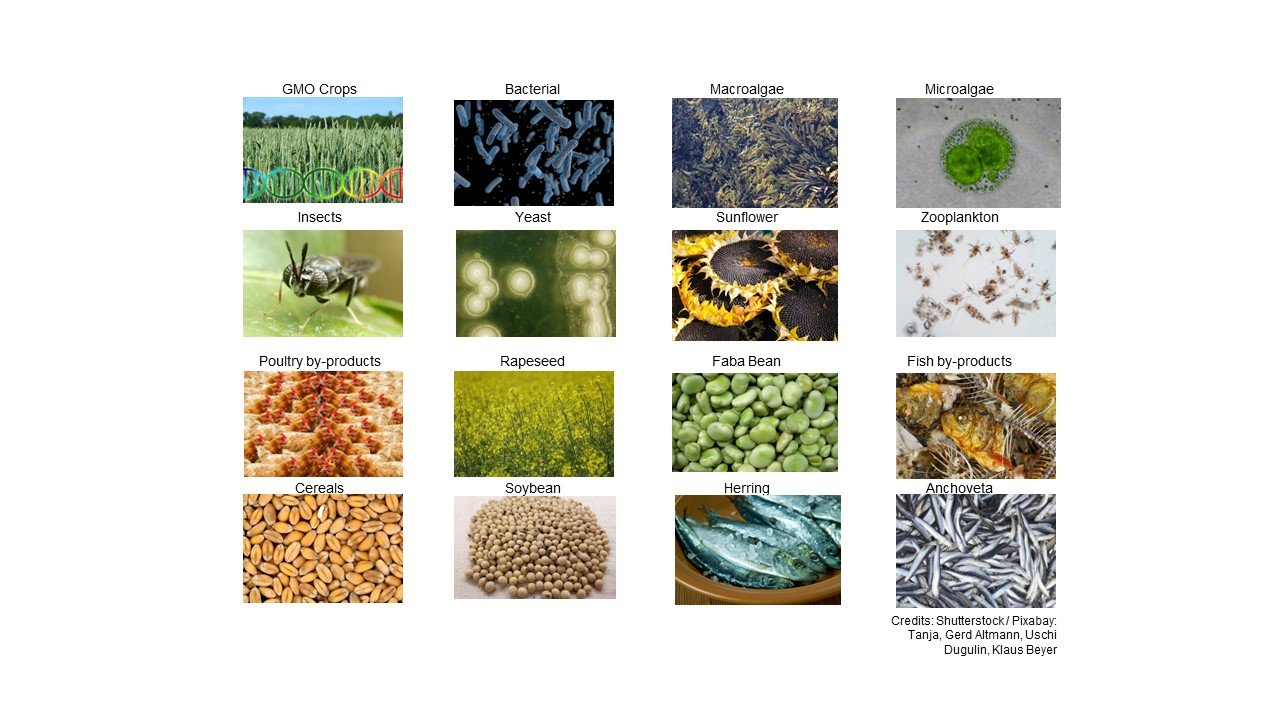 GMO Crops
Bacterial
Macroalgae
Microalgae
Insects
Yeast
Sunflower
Zooplankton
Poultry by-products
Rapeseed
Faba Bean
Fish by-products
Cereals
Soybean
Herring
Anchoveta
Credits: Shutterstock / Pixabay:
Tanja, Gerd Altmann, Uschi
Dugulin, Klaus Beyer